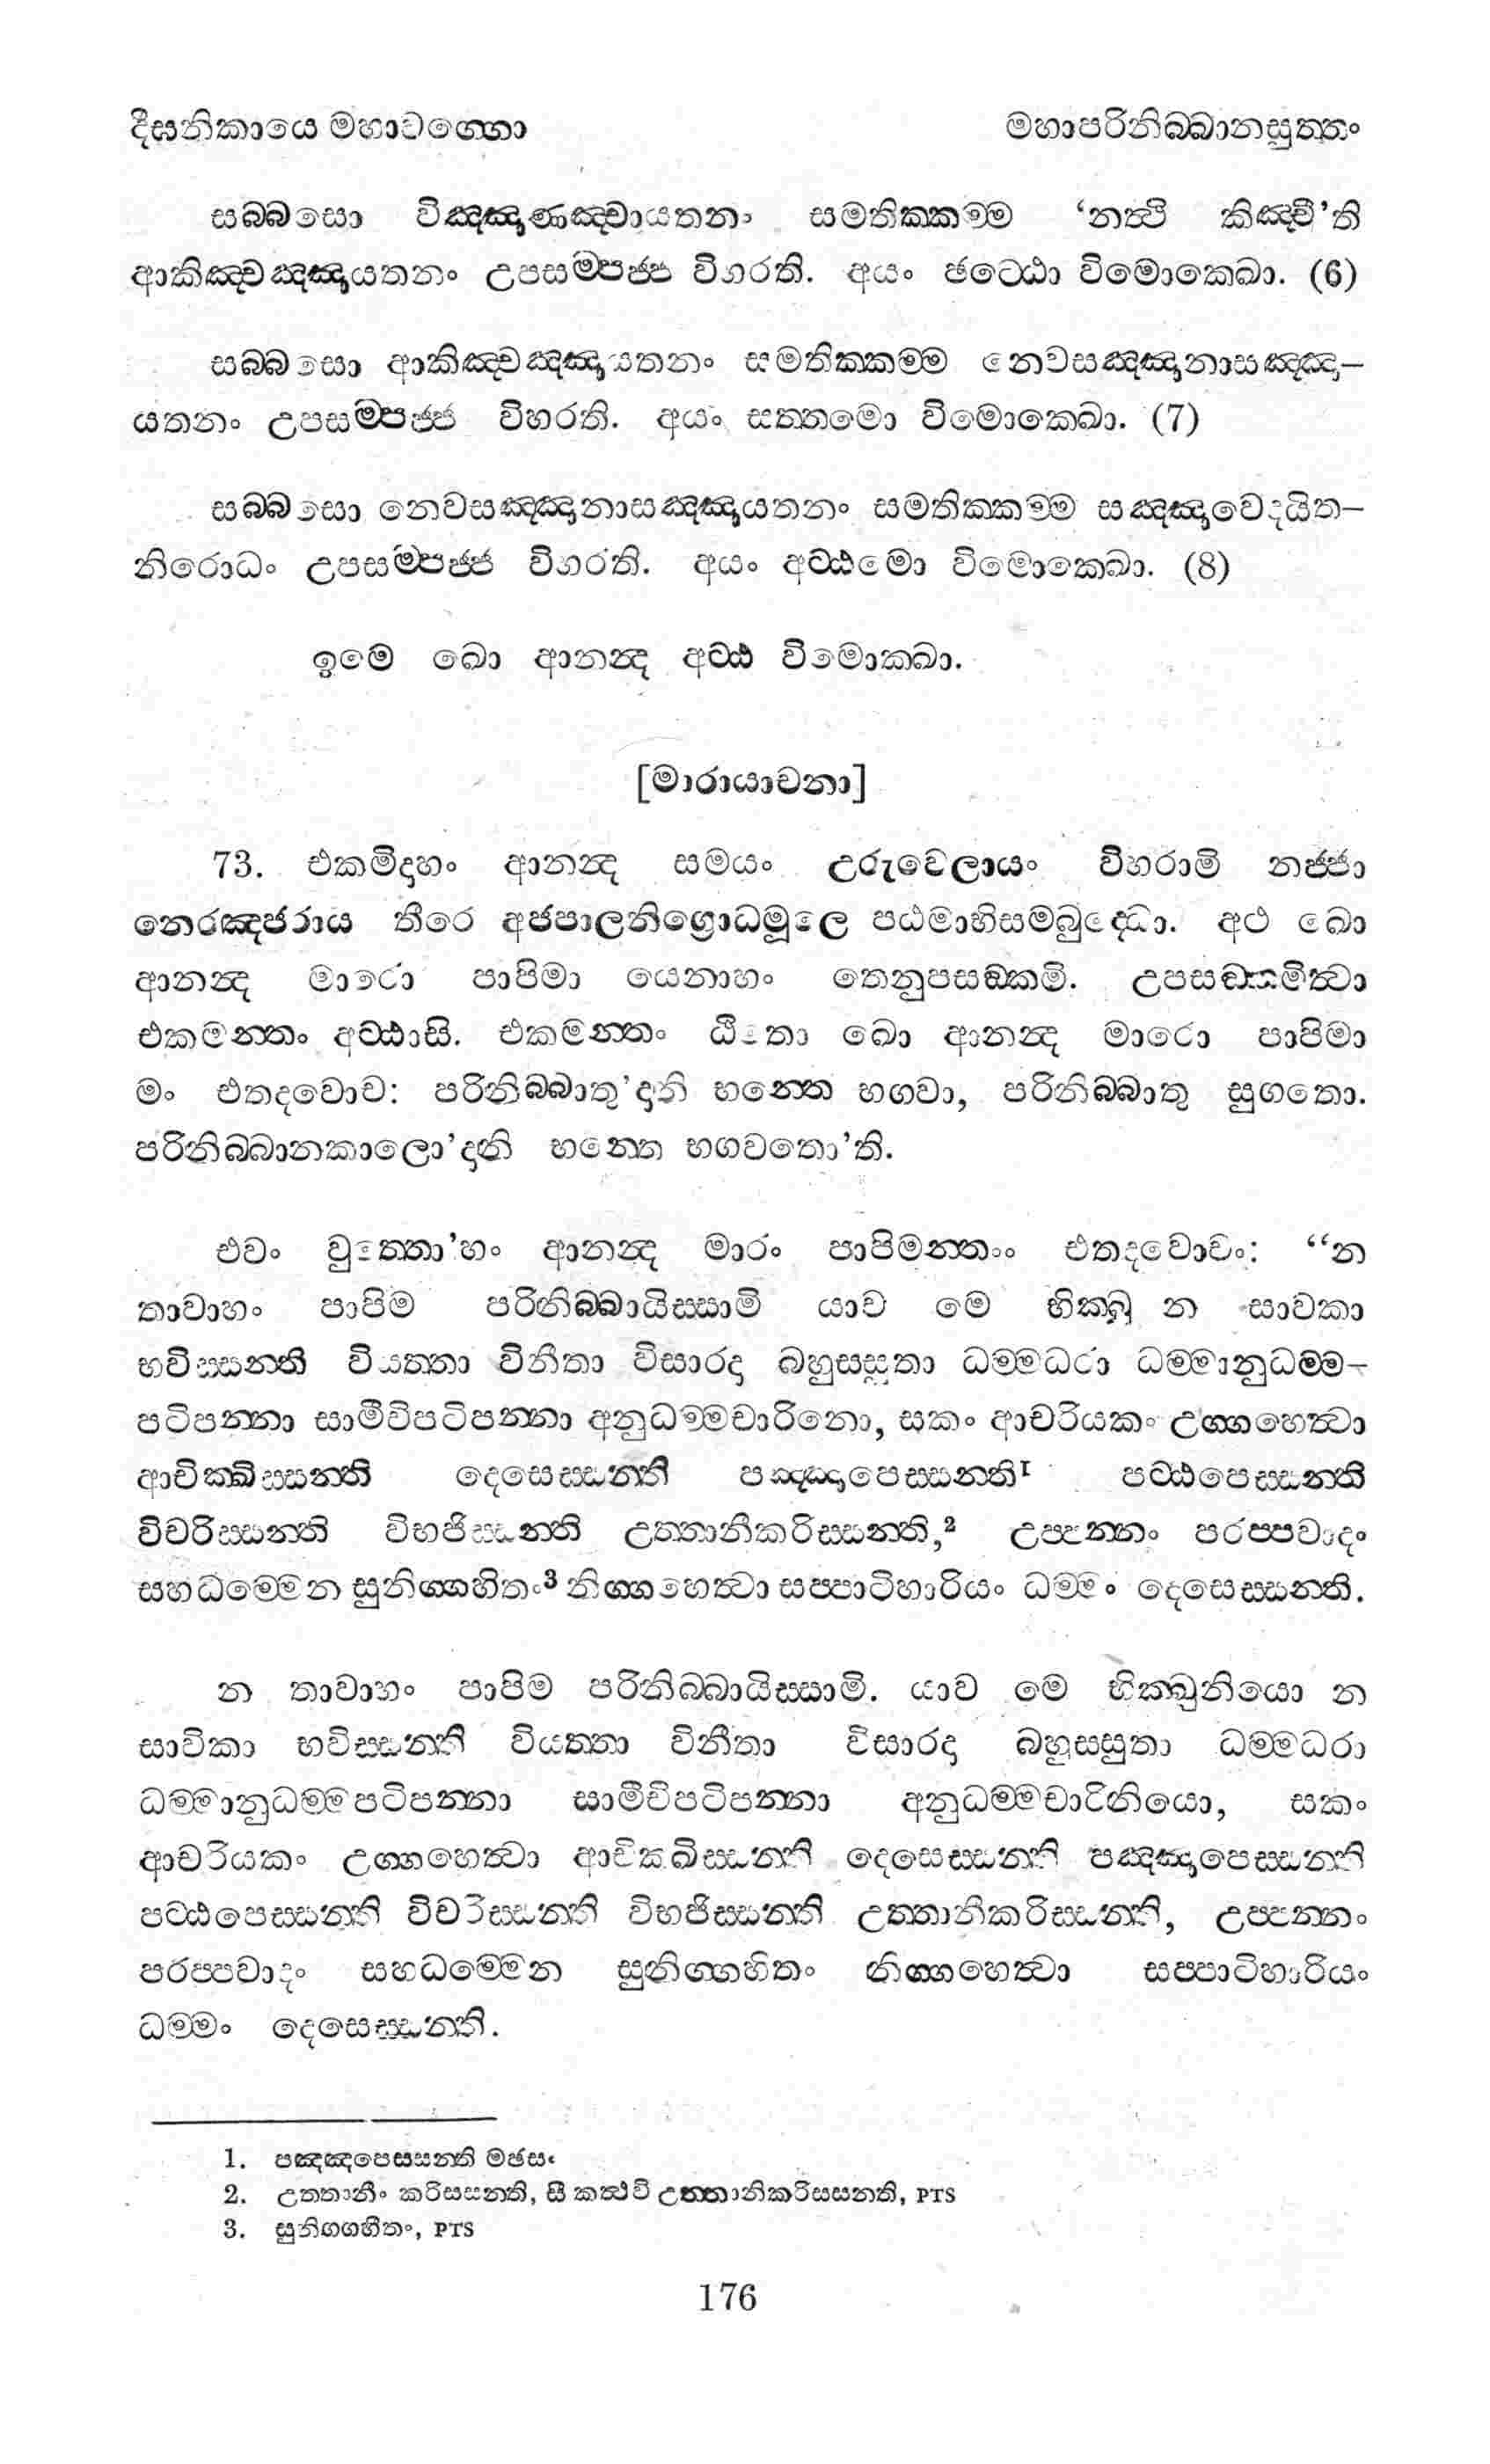 දීඝනිකායෙ මහාවග්ගො මහාපරිනිබ්බානසුත්තං
සබ්බසො විඤ්ඤාණඤ්චායතනං සමතික්කම්ම ‘නත්ථි කිඤ්චී’ති
ආකිඤ්චඤ්ඤායතනං උපසම්පජ්ජ විහරති. අයං ඡට්ඨො විමොක්ඛො. (6)
සබ්බසො ආකිඤ්චඤ්ඤායතනං සමතික්කම්ම නෙවසඤ්ඤානාසඤ්ඤා–
යතනං උපසම්පජ්ජ විහරති. අයං සත්තමො විමොක්ඛො. (7)
සබ්බසො නෙවසඤ්ඤානාසඤ්ඤායතනං සමතික්කම්ම සඤ්ඤාවෙදයිත–
නිරොධං උපසම්පජ්ජ විහරති. අයං අට්ඨමො විමොක්ඛො. (8)
ඉමෙ ඛො ආනන්ද අට්ඨ විමොක්ඛා.
[මාරායාචනා]
73. එකමිදාහං ආනන්ද සමයං උරුවෙලායං විහරාමි නජ්ජා
නෙරඤ්ජරාය තීරෙ අජපාලනිග්‍රොධමූලෙ පඨමාභිසම්බුද්ධො. අථ ඛො
ආනන්ද මාරො පාපිමා යෙනාහං තෙනුපසඞ්කමි. උපසඞ්කමිත්වා
එකමන්තං අට්ඨාසි. එකමන්තං ඨිතො ඛො ආනන්ද මාරො පාපිමා
මං එතදවොච: පරිනිබ්බාතු’දානි භන්තෙ භගවා, පරිනිබ්බාතු සුගතො.
පරිනිබ්බානකාලො’දානි භන්තෙ භගවතො’ති.
එවං වුත්තො’හං ආනන්ද මාරං පාපිමන්තං එතදවොචං: “න
තාවාහං පාපිම පරිනිබ්බායිස්සාමි යාව මෙ භික්ඛූ න සාවකා
භවිස්සන්ති වියත්තා විනීතා විසාරදා බහුස්සුතා ධම්මධරා ධම්මානුධම්ම–
පටිපන්නා සාමීචිපටිපන්නා අනුධම්මචාරිනො, සකං ආචරියකං උග්ගහෙත්වා
ආචික්ඛිස්සන්ති දෙසෙස්සන්ති පඤ්ඤාපෙස්සන්ති¹ පට්ඨපෙස්සන්ති
විවරිස්සන්ති විභජිස්සන්ති උත්තානීකරිස්සන්ති,² උප්පන්නං පරප්පවාදං
සහධම්මෙන සුනිග්ගහිතං³ නිග්ගහෙත්වා සප්පාටිහාරියං ධම්මං දෙසෙස්සන්ති.
න තාවාහං පාපිම පරිනිබ්බායිස්සාමි. යාව මෙ භික්ඛුනියො න
සාවිකා භවිස්සන්ති වියත්තා විනීතා විසාරදා බහුස්සුතා ධම්මධරා
ධම්මානුධම්මපටිපන්නා සාමීචිපටිපන්නා අනුධම්මචාරිනියො, සකං
ආචරියකං උග්ගහෙත්වා ආචික්ඛිස්සන්ති දෙසෙස්සන්ති පඤ්ඤාපෙස්සන්ති
පට්ඨපෙස්සන්ති විවරිස්සන්ති විභජිස්සන්ති උත්තානීකරිස්සන්ති, උප්පන්නං
පරප්පවාදං සහධම්මෙන සුනිග්ගහිතං නිග්ගහෙත්වා සප්පාටිහාරියං
ධම්මං දෙසෙස්සන්ති.
1. පඤ්ඤපෙස්සන්ති මඡසං
2. උත්තානීං කරිස්සන්ති, සී කත්ථචි උත්තානිකරිස්සන්ති, PTS
3. සුනිග්ගහීතං, PTS
176